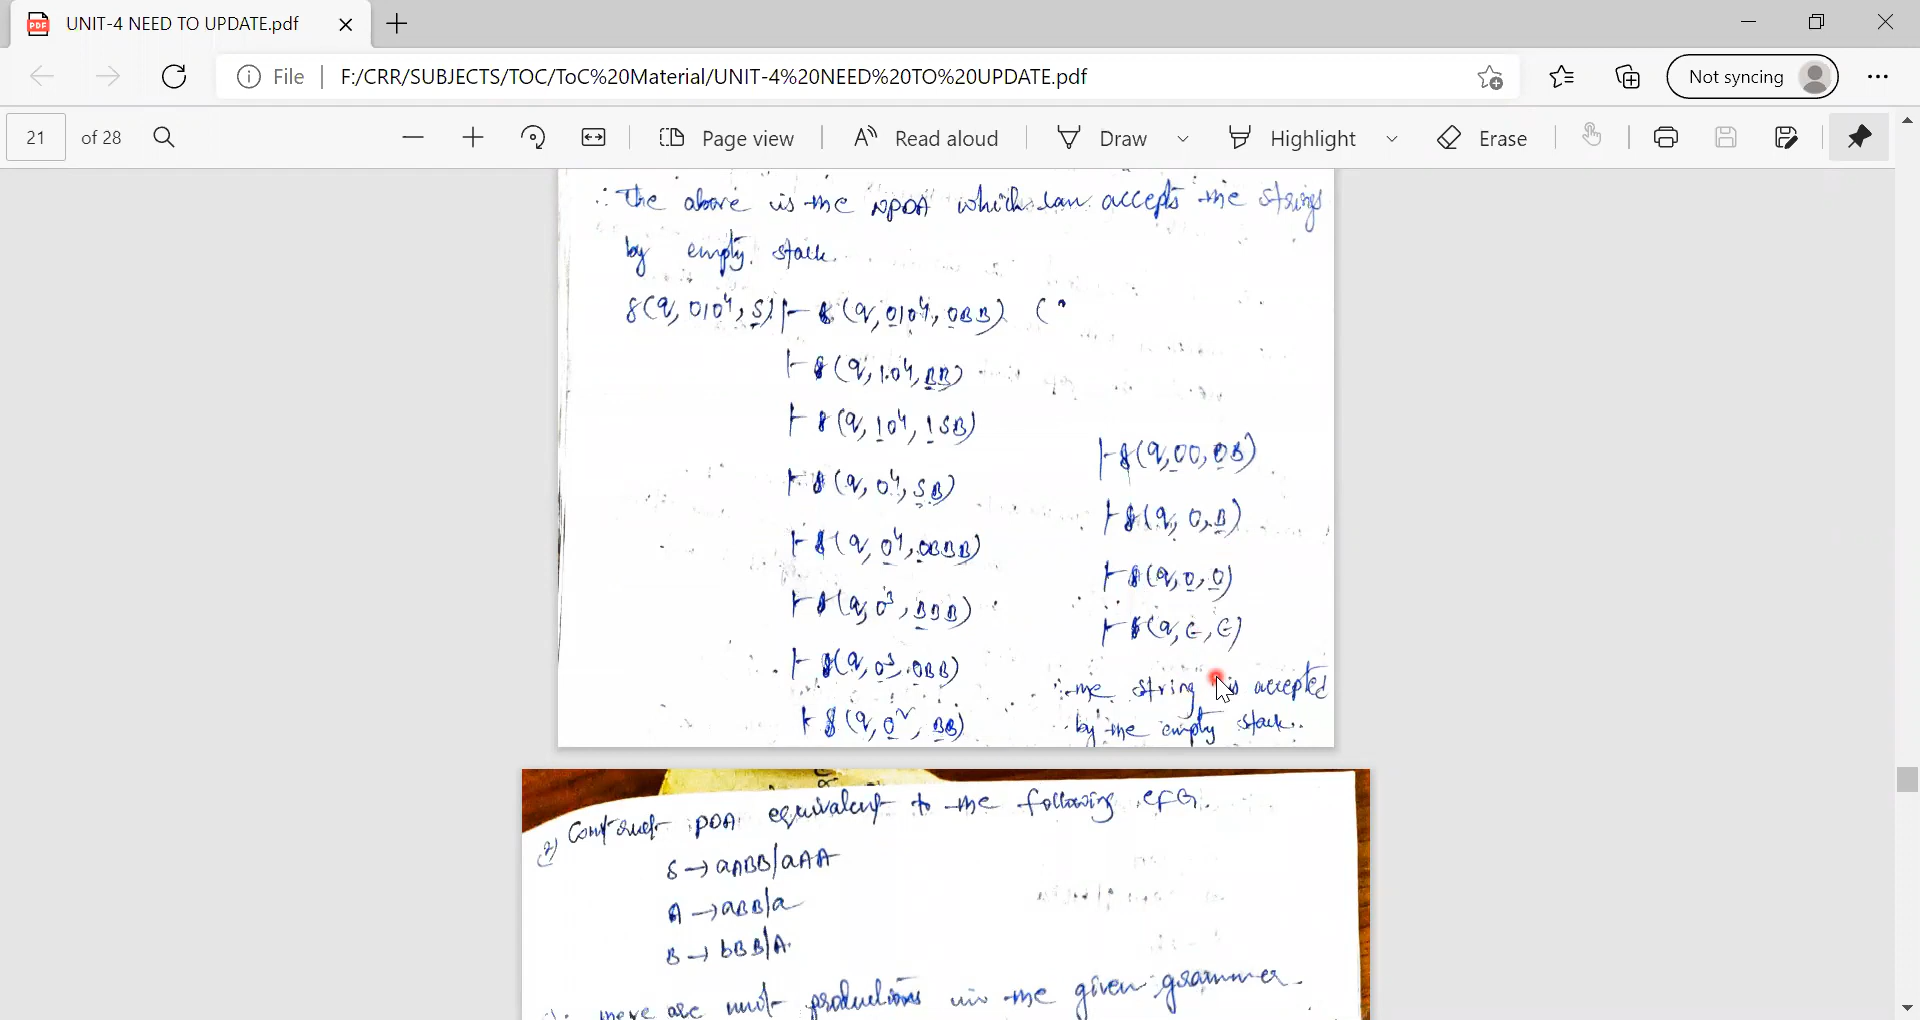 UNIT-4 NEED TO UPDATE.pdf
File F:/CRR/SUBJECTS/TOC/ToC%20Material/UNIT-4%20NEED%20TO%20UPDATE.pdf Not syncing
21 of 28 Page view Read aloud Draw Highlight Erase
∴ The above is the NPDA which can accepts the strings
by empty stack.
δ(q, 010⁴, S) ⊢ δ(q, 010⁴, 0BB) (
⊢ δ(q, 10⁴, BB)
⊢ δ(q, 10⁴, 1SB)
⊢ δ(q, 0⁴, SB)
⊢ δ(q, 0⁴, 0BBB)
⊢ δ(q, 0³, BBB)
⊢ δ(q, 0³, 0BB)
⊢ δ(q, 0², BB)
⊢ δ(q, 00, 0B)
⊢ δ(q, 0, B)
⊢ δ(q, 0, 0)
⊢ δ(q, ε, ε)
∴ the string is accepted
by the empty stack.
2) Construct PDA equivalent to the following CFG.
S → aABB/aAA
A → aBB/a
B → bBB/A.
there are unit productions in the given grammer.